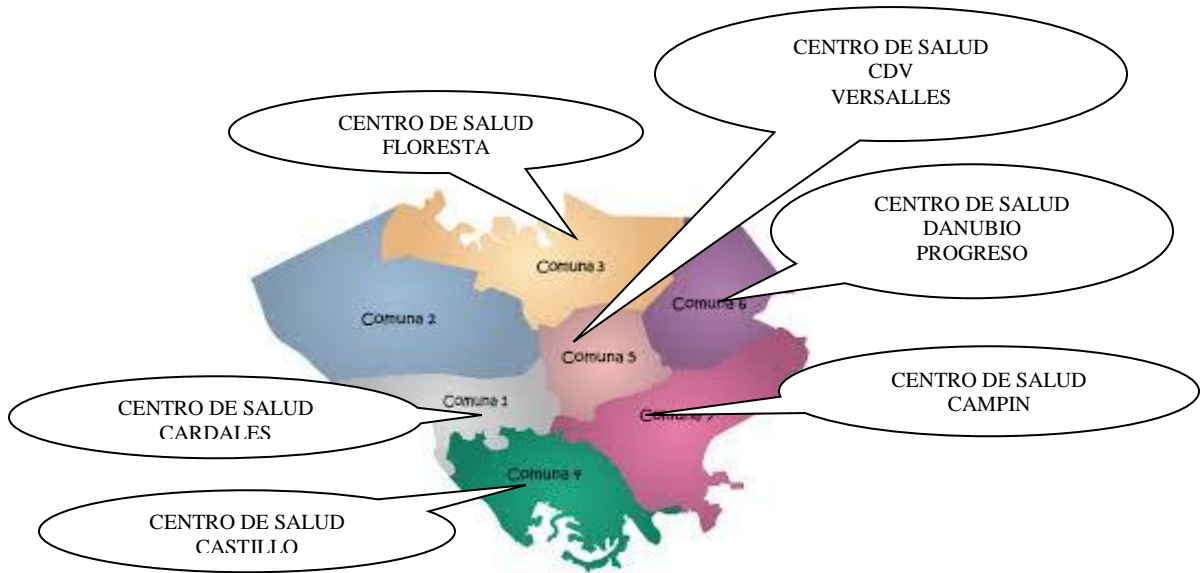 CENTRO DE SALUD
CDV
VERSALLES
CENTRO DE SALUD
FLORESTA
CENTRO DE SALUD
DANUBIO
PROGRESO
Comuna 3
Comuna 6
Comuna 2
Comuna 5
CENTRO DE SALUD
CAMPIN
CENTRO DE SALUD
CARDALES
Comuna 1
Comuna 4
CENTRO DE SALUD
CASTILLO